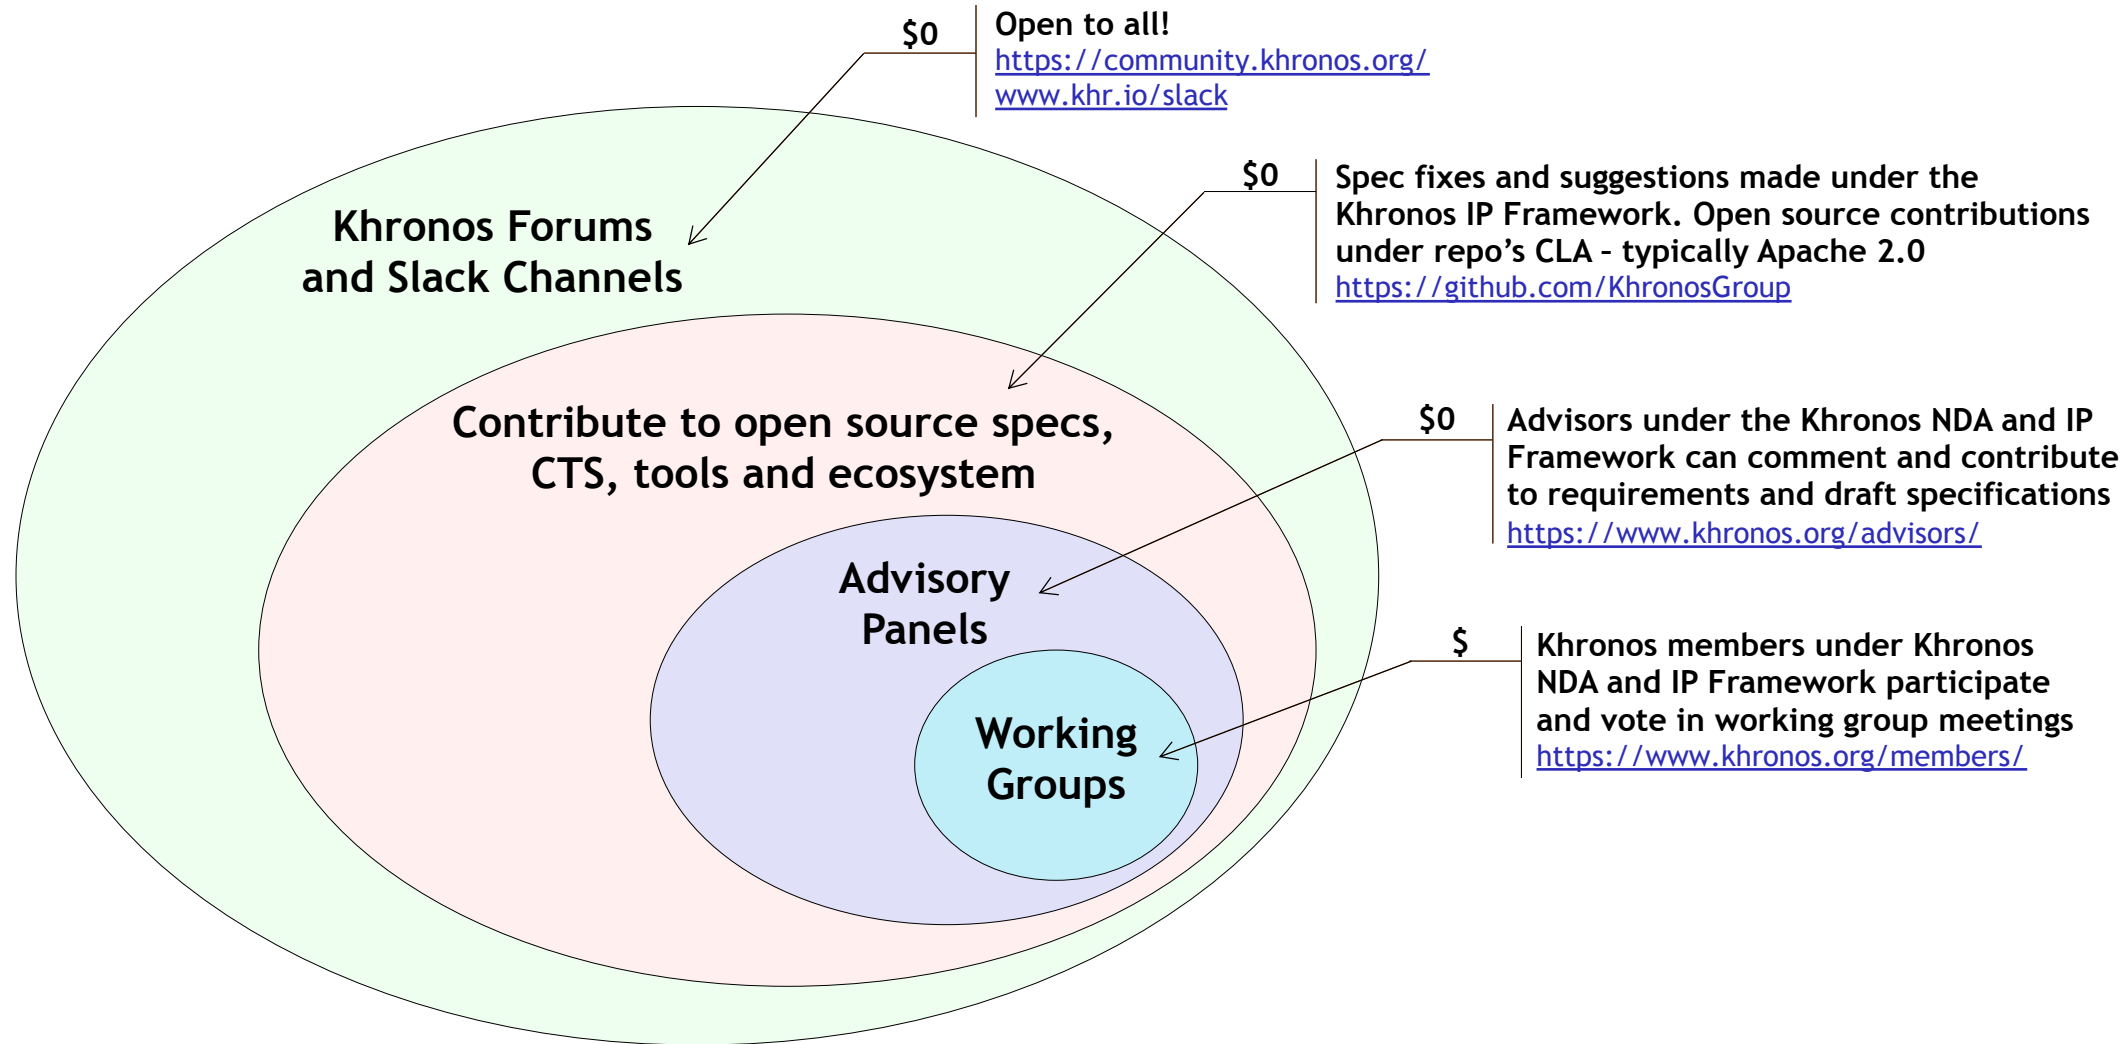 $0
Open to all!
https://community.khronos.org/
www.khr.io/slack
Khronos Forums
and Slack Channels
$0
Spec fixes and suggestions made under the
Khronos IP Framework. Open source contributions
under repo’s CLA – typically Apache 2.0
https://github.com/KhronosGroup
Contribute to open source specs,
CTS, tools and ecosystem
$0
Advisors under the Khronos NDA and IP
Framework can comment and contribute
to requirements and draft specifications
https://www.khronos.org/advisors/
Advisory
Panels
$
Khronos members under Khronos
NDA and IP Framework participate
and vote in working group meetings
https://www.khronos.org/members/
Working
Groups